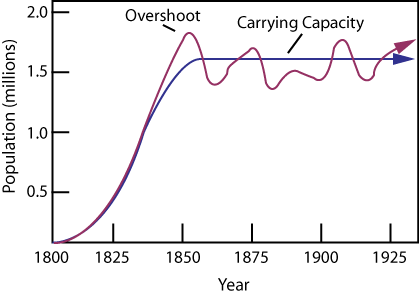 2.0
Overshoot
Carrying Capacity
1.5
1.0
0.5
Population (millions)
1800
1825
1850
1875
1900
1925
Year